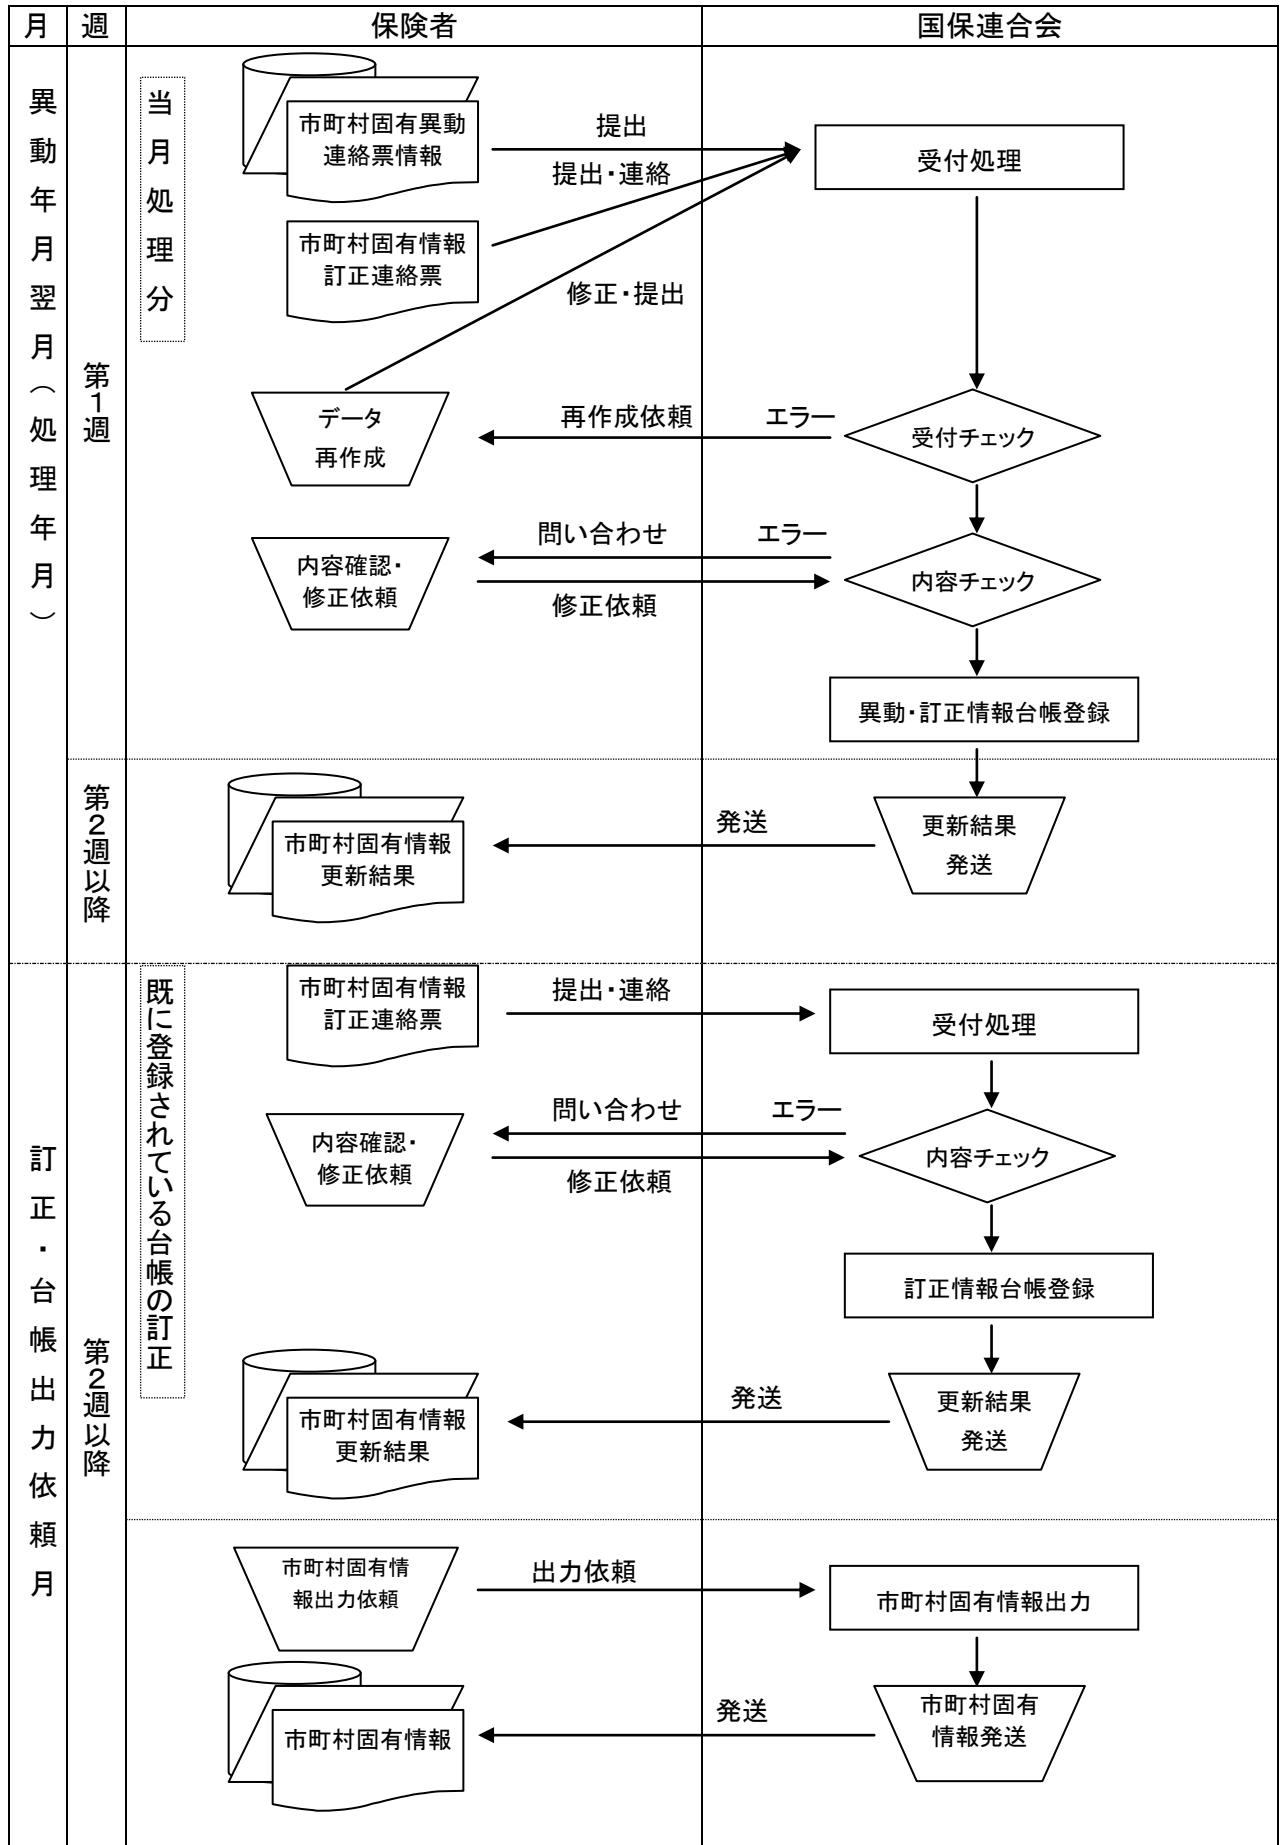 月
週
保険者
国保連合会
異動年月翌月（処理年月）
第1週
当月処理分
市町村固有異動
連絡票情報
提出
受付処理
提出・連絡
市町村固有情報
訂正連絡票
修正・提出
データ
再作成
再作成依頼
エラー
受付チェック
内容確認・
修正依頼
問い合わせ
エラー
修正依頼
内容チェック
異動・訂正情報台帳登録
第2週以降
市町村固有情報
更新結果
発送
更新結果
発送
訂正・台帳出力依頼月
第2週以降
既に登録されている台帳の訂正
市町村固有情報
訂正連絡票
提出・連絡
受付処理
内容確認・
修正依頼
問い合わせ
エラー
修正依頼
内容チェック
訂正情報台帳登録
市町村固有情報
更新結果
発送
更新結果
発送
市町村固有情
報出力依頼
出力依頼
市町村固有情報出力
市町村固有情報
発送
市町村固有
情報発送